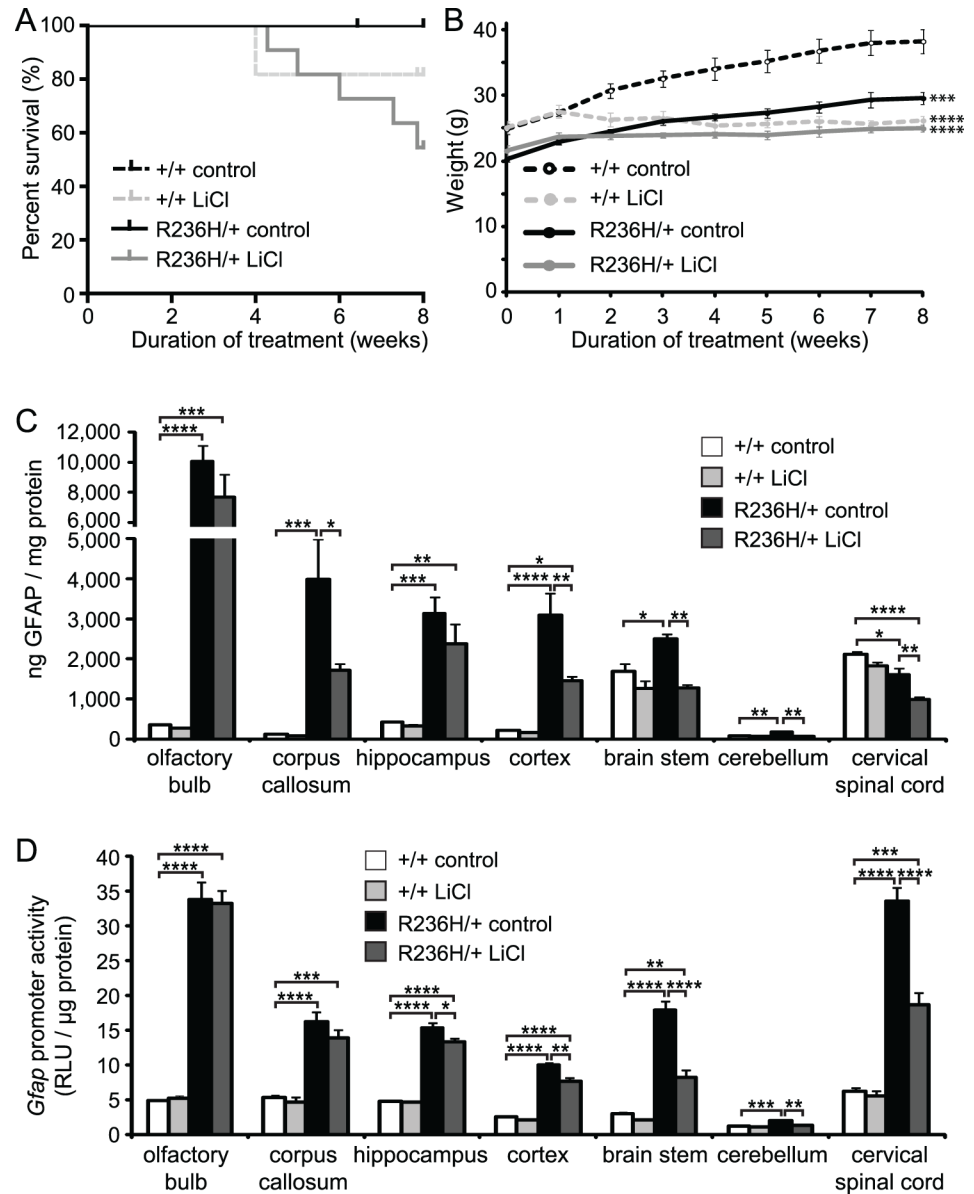 A
Percent survival (%)
100
80
60
40
20
0
+/+ control
+/+ LiCl
R236H/+ control
R236H/+ LiCl
0 2 4 6 8
Duration of treatment (weeks)
B
Weight (g)
40
30
20
10
0
***
****
****
+/+ control
+/+ LiCl
R236H/+ control
R236H/+ LiCl
0 1 2 3 4 5 6 7 8
Duration of treatment (weeks)
C
ng GFAP / mg protein
12,000
10,000
8,000
6,000
5,000
4,000
3,000
2,000
1,000
0
+/+ control
+/+ LiCl
R236H/+ control
R236H/+ LiCl
***
****
*** *
**
***
*
**** **
* **
** **
****
*
**
olfactory bulb
corpus callosum
hippocampus
cortex
brain stem
cerebellum
cervical spinal cord
D
Gfap promoter activity
(RLU / µg protein)
40
35
30
25
20
15
10
5
0
+/+ control
+/+ LiCl
R236H/+ control
R236H/+ LiCl
****
****
***
****
****
**** *
****
**** **
**
**** ****
*** **
***
**** ****
olfactory bulb
corpus callosum
hippocampus
cortex
brain stem
cerebellum
cervical spinal cord